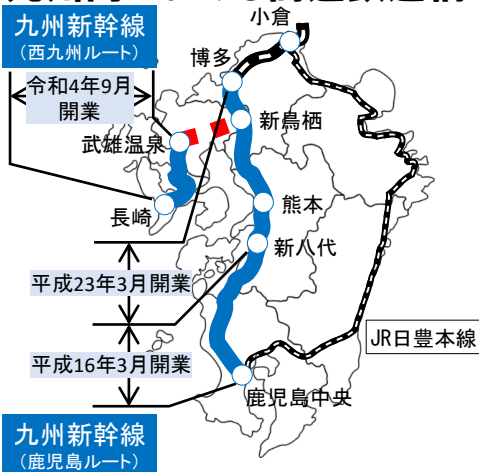 九州新幹線
（西九州ルート）
小倉
博多
令和4年9月
開業
新鳥栖
武雄温泉
長崎
熊本
新八代
平成23年3月開業
JR日豊本線
平成16年3月開業
鹿児島中央
九州新幹線
（鹿児島ルート）